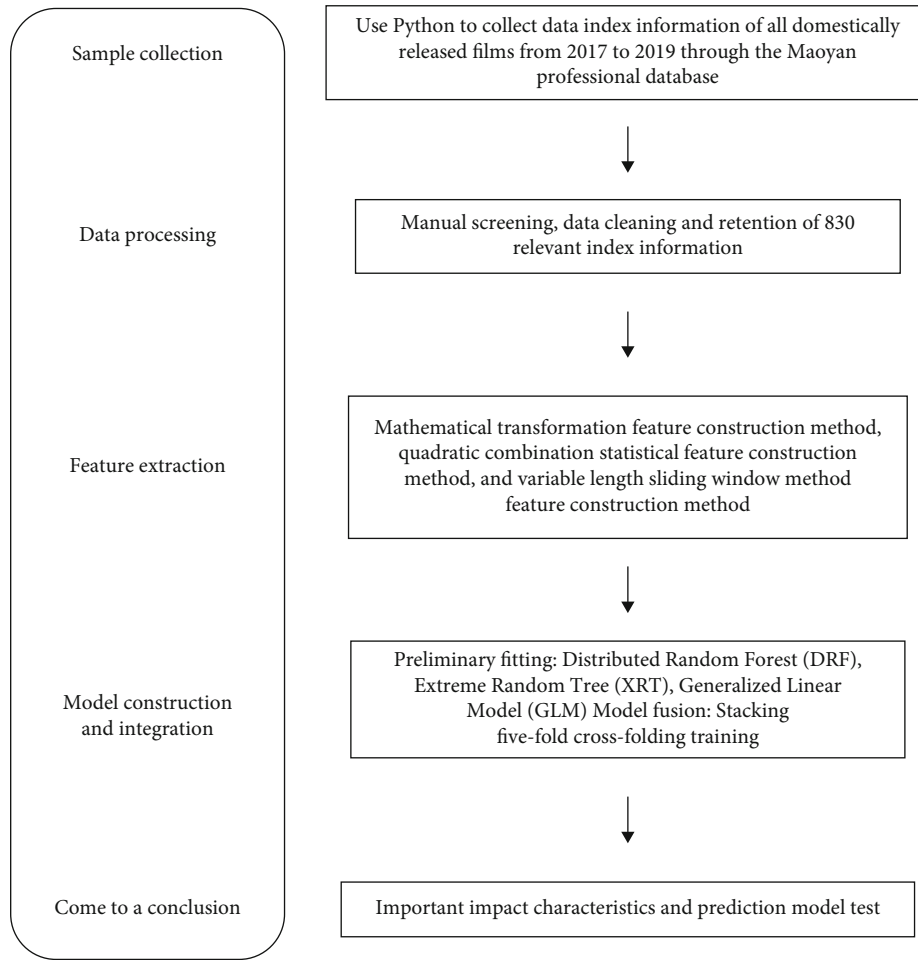 Sample collection
Use Python to collect data index information of all domestically
released films from 2017 to 2019 through the Maoyan
professional database
Data processing
Manual screening, data cleaning and retention of 830
relevant index information
Feature extraction
Mathematical transformation feature construction method,
quadratic combination statistical feature construction
method, and variable length sliding window method
feature construction method
Model construction
and integration
Preliminary fitting: Distributed Random Forest (DRF),
Extreme Random Tree (XRT), Generalized Linear
Model (GLM) Model fusion: Stacking
five-fold cross-folding training
Come to a conclusion
Important impact characteristics and prediction model test